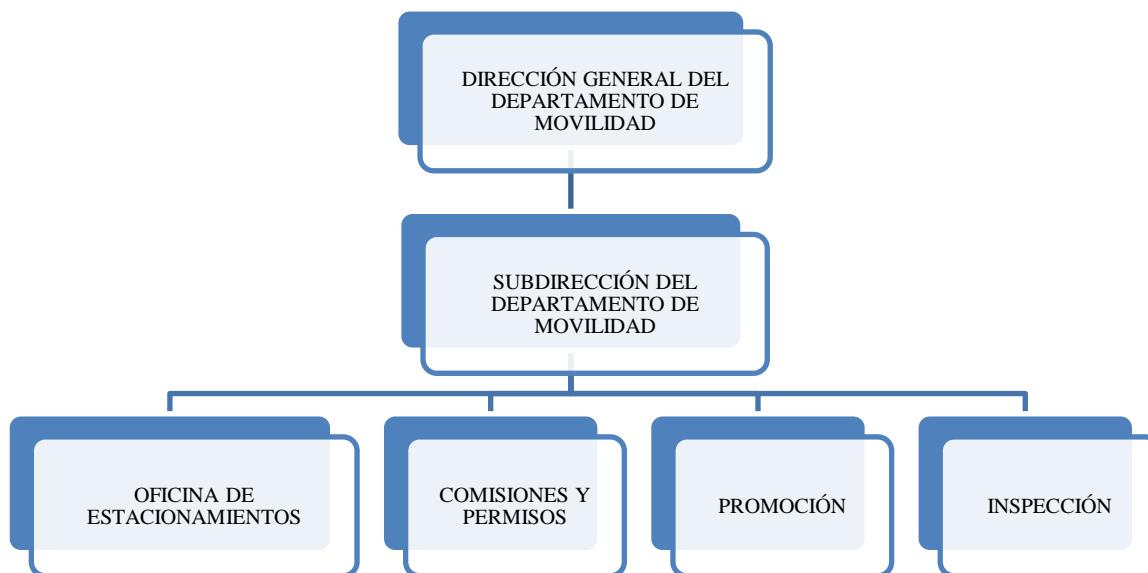 DIRECCIÓN GENERAL DEL
DEPARTAMENTO DE
MOVILIDAD
SUBDIRECCIÓN DEL
DEPARTAMENTO DE
MOVILIDAD
OFICINA DE
ESTACIONAMIENTOS
COMISIONES Y
PERMISOS
PROMOCIÓN
INSPECCIÓN